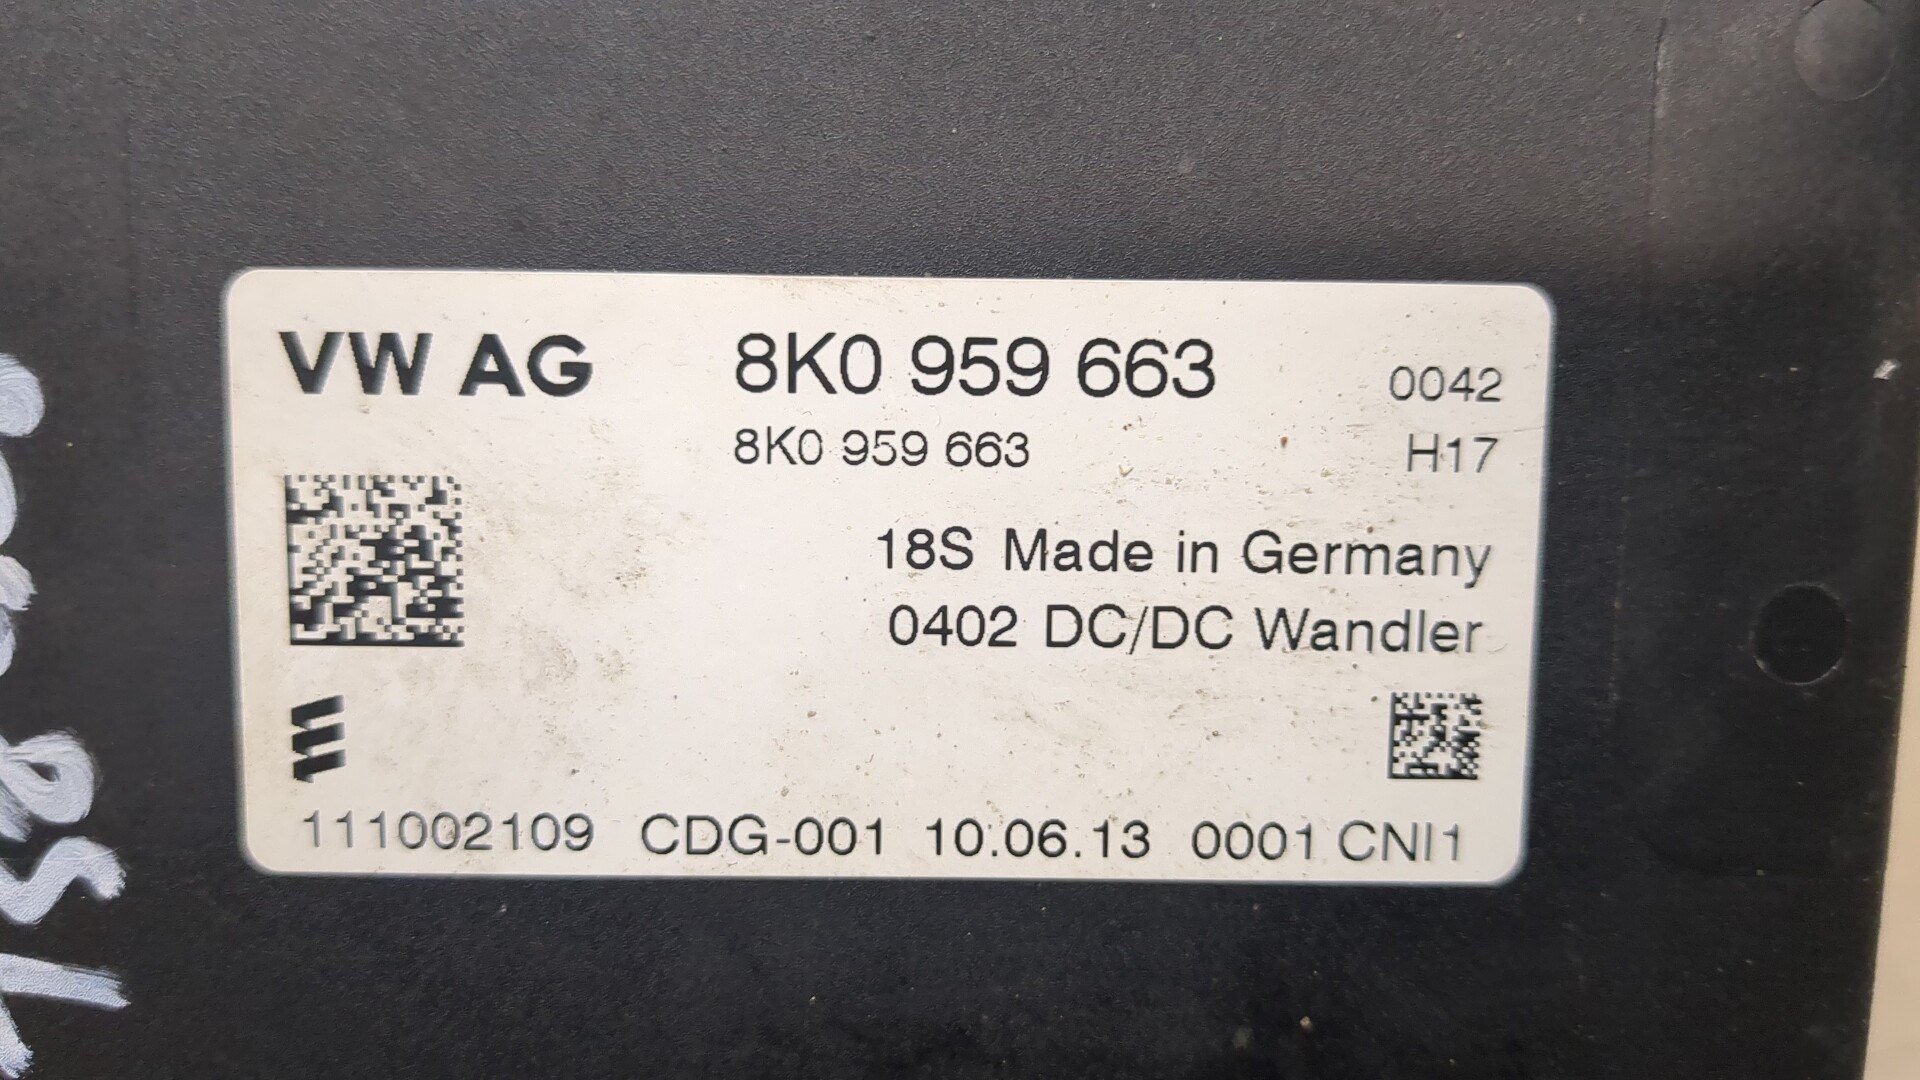 VW AG 8K0 959 663 0042
8K0 959 663 H17
18S Made in Germany
0402 DC/DC Wandler
111002109 CDG-001 10.06.13 0001 CNI1